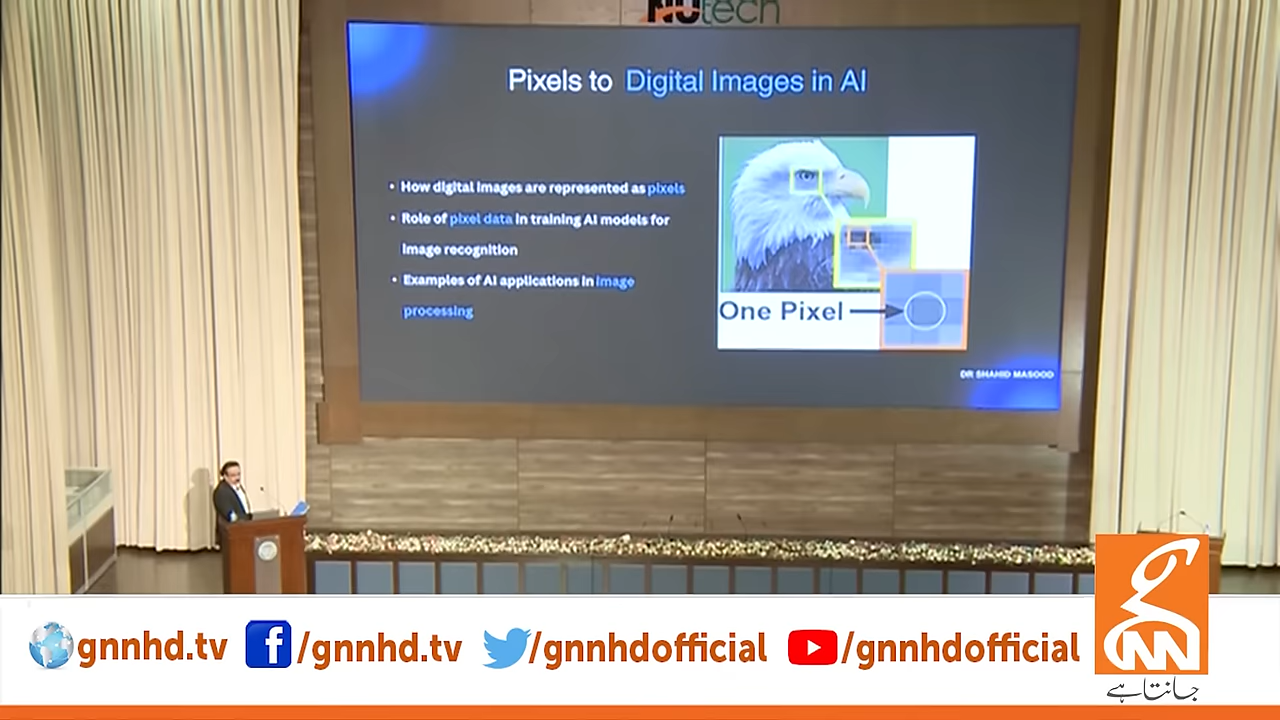 NUtech
Pixels to Digital Images in AI
• How digital images are represented as pixels
• Role of pixel data in training AI models for
image recognition
• Examples of AI applications in image
processing
One Pixel
DR SHAHID MASOOD
gnnhd.tv
/gnnhd.tv
/gnnhdofficial
/gnnhdofficial
GNN
جانتا ہے